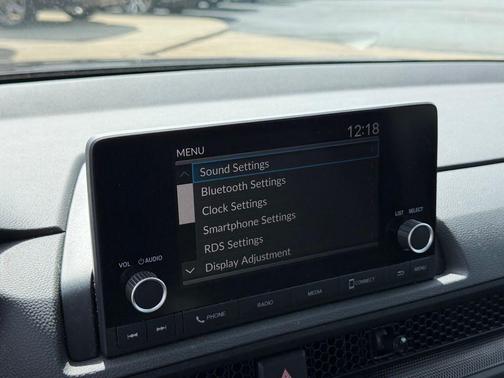 12:18
MENU
Sound Settings
Bluetooth Settings
Clock Settings
Smartphone Settings
RDS Settings
Display Adjustment
VOL AUDIO
LIST SELECT
PHONE RADIO MEDIA CONNECT MENU